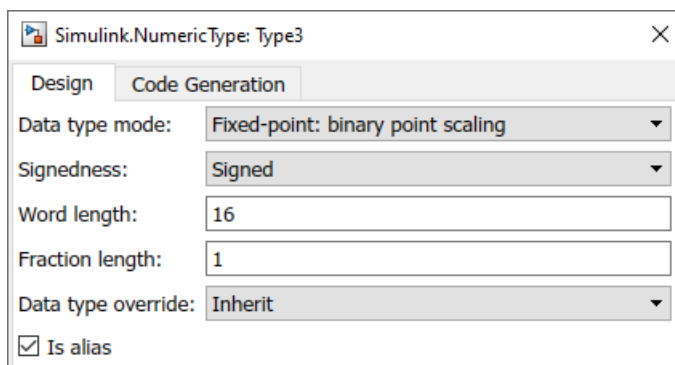 Simulink.NumericType: Type3
Design Code Generation
Data type mode: Fixed-point: binary point scaling
Signedness: Signed
Word length: 16
Fraction length: 1
Data type override: Inherit
Is alias